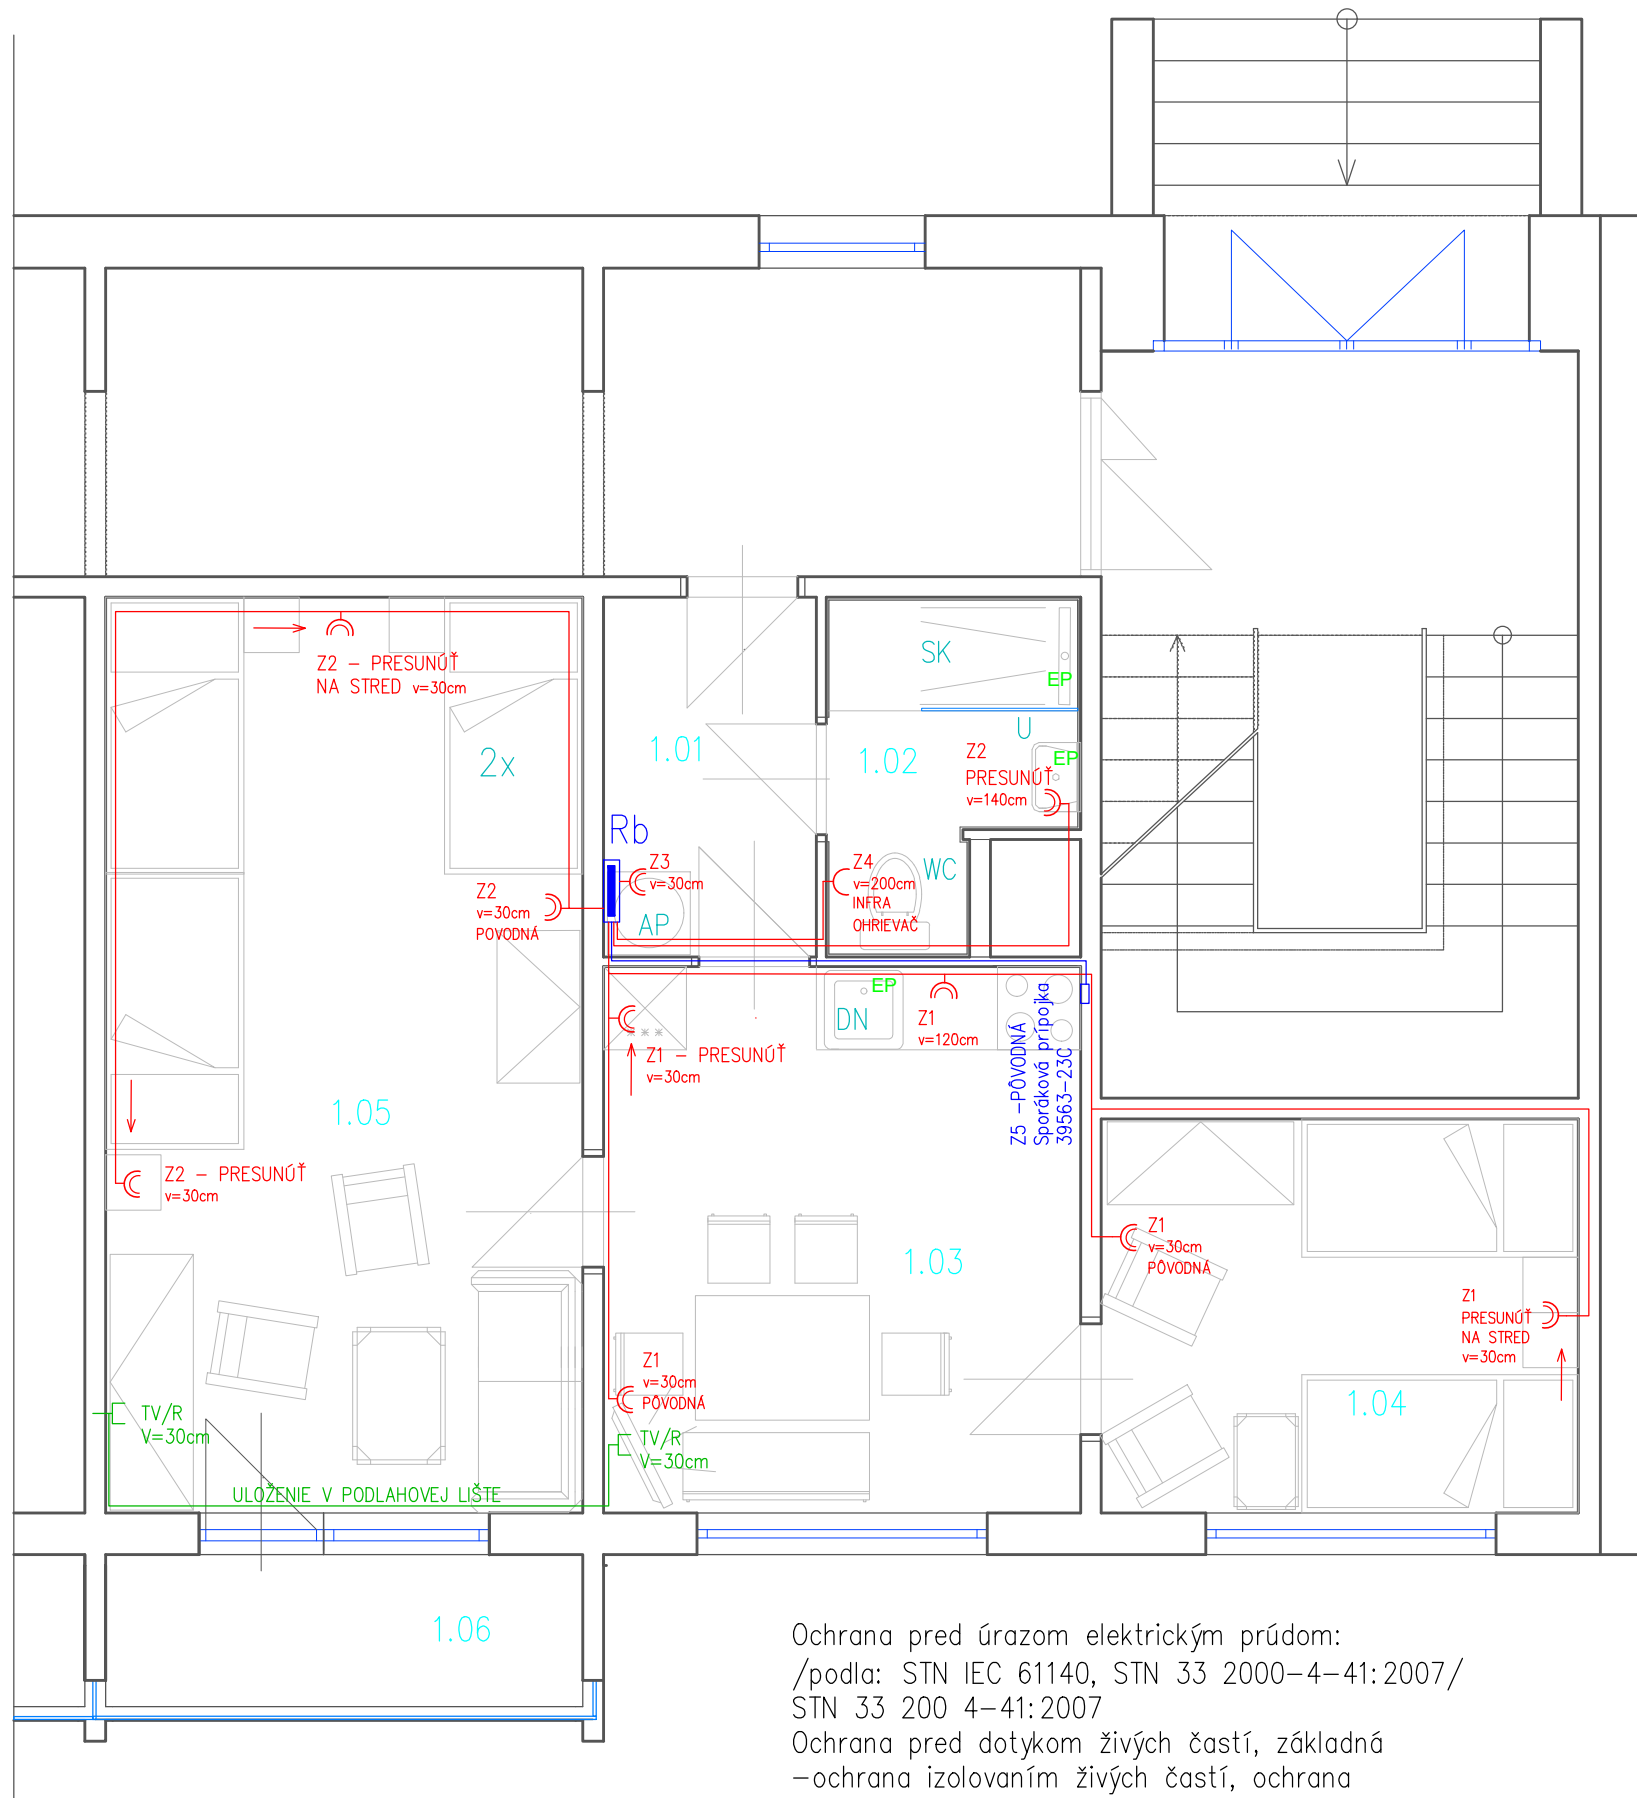 Z2 – PRESUNÚŤ
NA STRED v=30cm
2x
1.01
SK
EP
U
1.02
Z2
PRESUNÚŤ
v=140cm
EP
Rb
Z3
v=30cm
AP
Z4
v=200cm
INFRA
OHRIEVAČ
WC
Z2
v=30cm
POVODNÁ
EP
DN
Z1
v=120cm
Z5 –PÔVODNÁ
Sporáková prípojka
39563–23C
Z1 – PRESUNÚŤ
v=30cm
1.05
Z2 – PRESUNÚŤ
v=30cm
1.03
Z1
v=30cm
PÔVODNÁ
Z1
PRESUNÚŤ
NA STRED
v=30cm
1.04
Z1
v=30cm
PÔVODNÁ
TV/R
V=30cm
TV/R
V=30cm
ULOŽENIE V PODLAHOVEJ LIŠTE
1.06
Ochrana pred úrazom elektrickým prúdom:
/podla: STN IEC 61140, STN 33 2000–4–41:2007/
STN 33 200 4–41:2007
Ochrana pred dotykom živých častí, základná
–ochrana izolovaním živých častí, ochrana